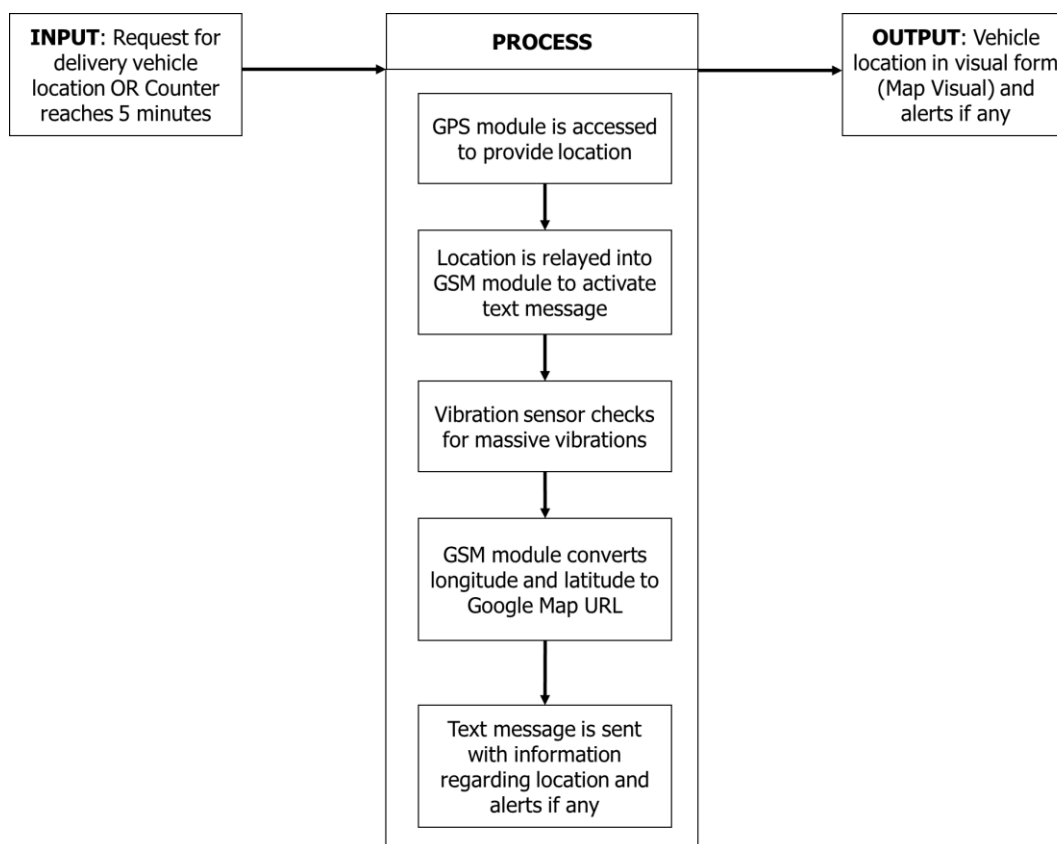 INPUT: Request for
delivery vehicle
location OR Counter
reaches 5 minutes
PROCESS
GPS module is accessed
to provide location
Location is relayed into
GSM module to activate
text message
Vibration sensor checks
for massive vibrations
GSM module converts
longitude and latitude to
Google Map URL
Text message is sent
with information
regarding location and
alerts if any
OUTPUT: Vehicle
location in visual form
(Map Visual) and
alerts if any